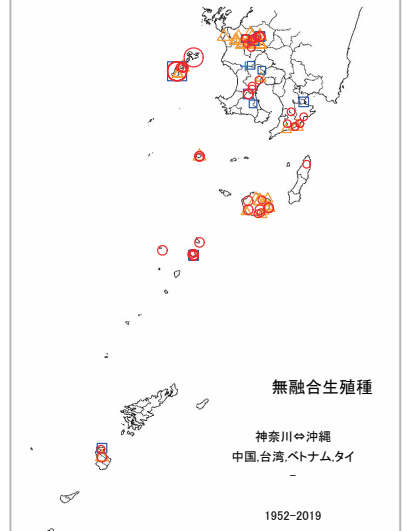 無融合生殖種
神奈川⇔沖縄
中国,台湾,ベトナム,タイ
–
1952-2019